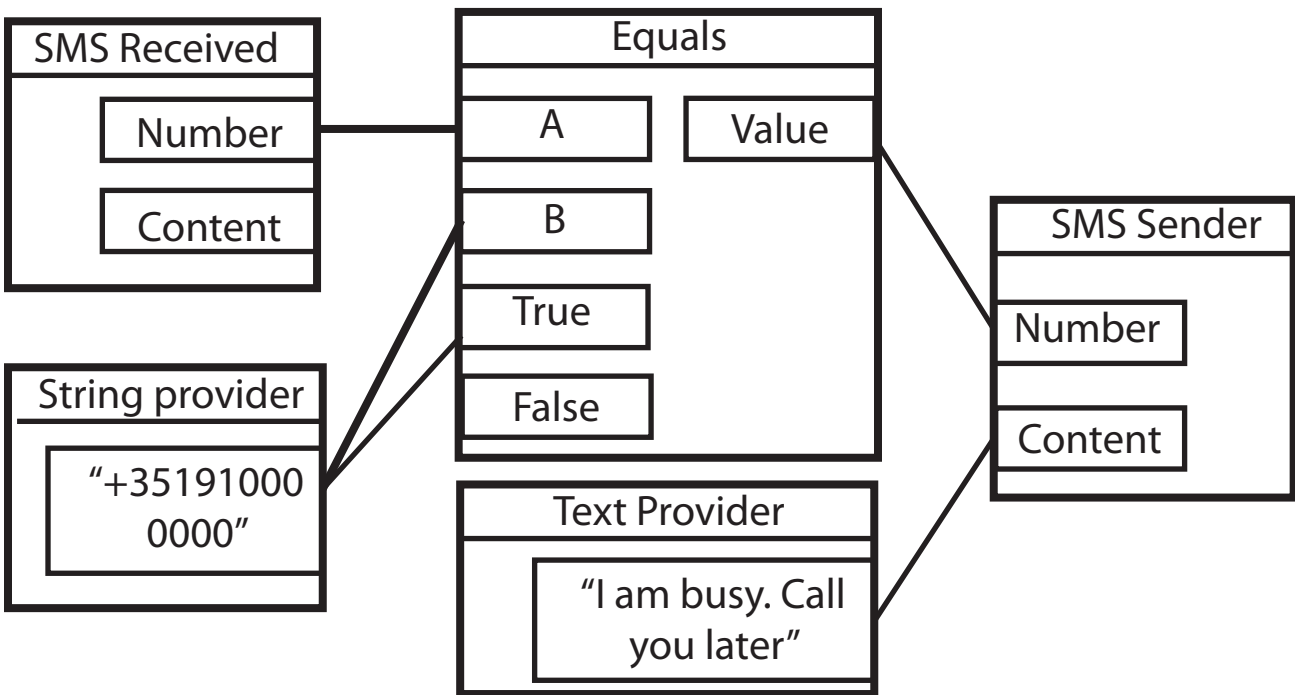 SMS Received
Number
Content
String provider
“+35191000
0000”
Equals
A
Value
B
True
False
Text Provider
“I am busy. Call
you later”
SMS Sender
Number
Content